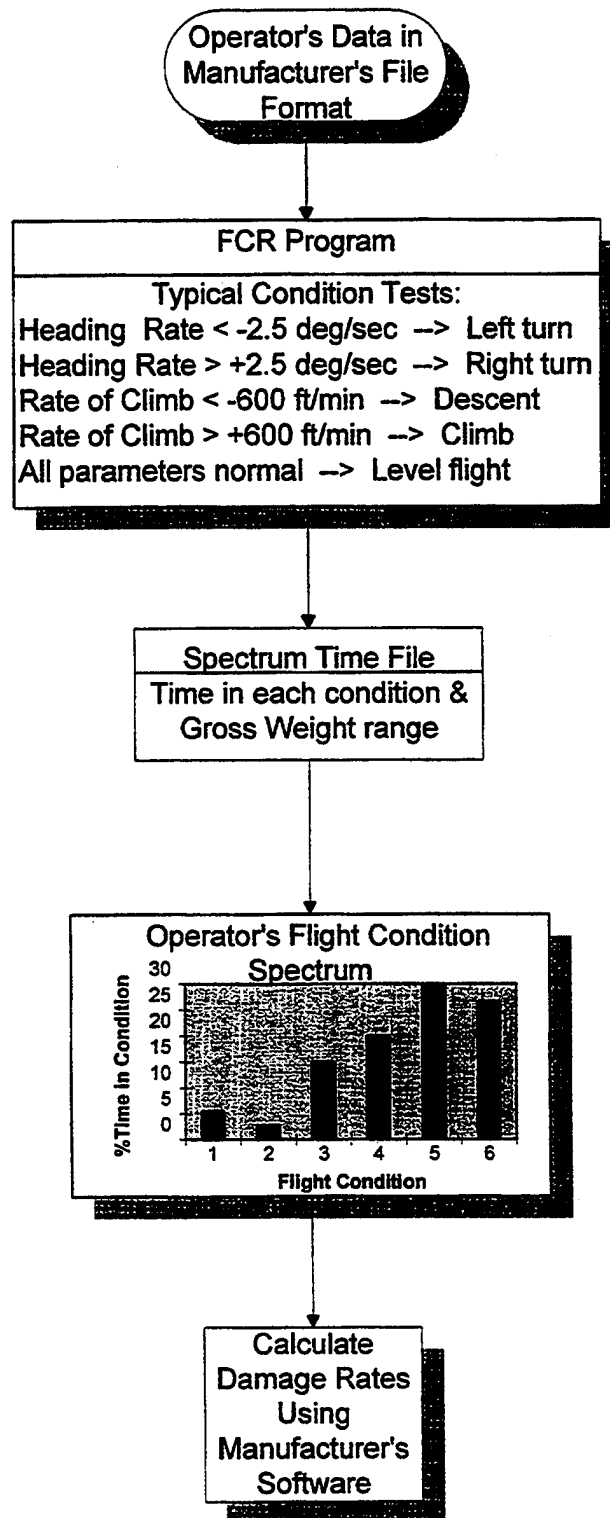 Operator's Data in
Manufacturer's File
Format
FCR Program
Typical Condition Tests:
Heading Rate < -2.5 deg/sec --> Left turn
Heading Rate > +2.5 deg/sec --> Right turn
Rate of Climb < -600 ft/min --> Descent
Rate of Climb > +600 ft/min --> Climb
All parameters normal --> Level flight
Spectrum Time File
Time in each condition &
Gross Weight range
Operator's Flight Condition
Spectrum
%Time in Condition
30
25
20
15
10
5
0
1 2 3 4 5 6
Flight Condition
Calculate
Damage Rates
Using
Manufacturer's
Software